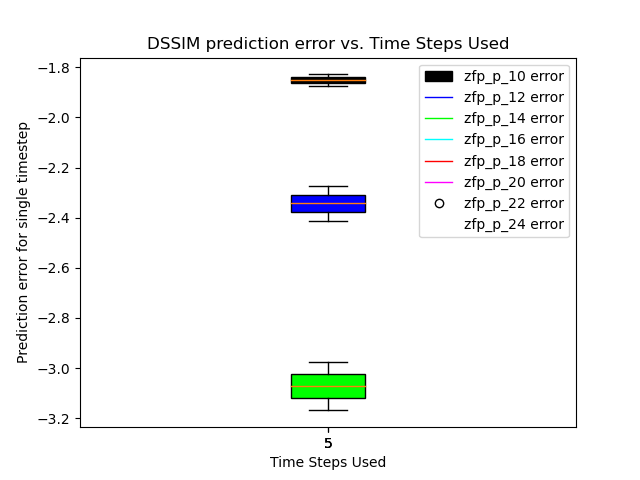 DSSIM prediction error vs. Time Steps Used
−1.8
−2.0
−2.2
−2.4
−2.6
−2.8
−3.0
−3.2
Prediction error for single timestep
zfp_p_10 error
zfp_p_12 error
zfp_p_14 error
zfp_p_16 error
zfp_p_18 error
zfp_p_20 error
zfp_p_22 error
zfp_p_24 error
5
Time Steps Used